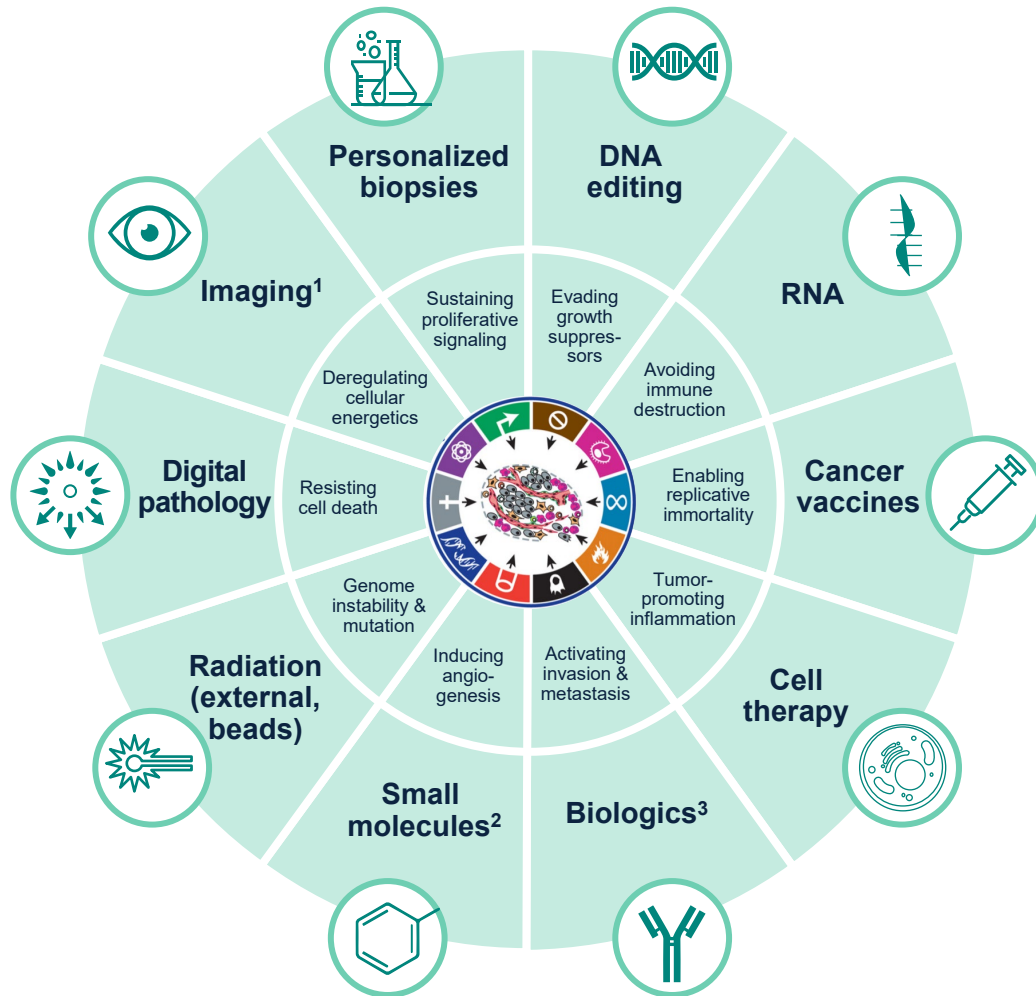 Personalized
biopsies
DNA
editing
RNA
Cancer
vaccines
Cell
therapy
Biologics³
Small
molecules²
Radiation
(external,
beads)
Digital
pathology
Imaging¹
Sustaining
proliferative
signaling
Evading
growth
suppres-
sors
Avoiding
immune
destruction
Enabling
replicative
immortality
Tumor-
promoting
inflammation
Activating
invasion &
metastasis
Inducing
angio-
genesis
Genome
instability &
mutation
Resisting
cell death
Deregulating
cellular
energetics